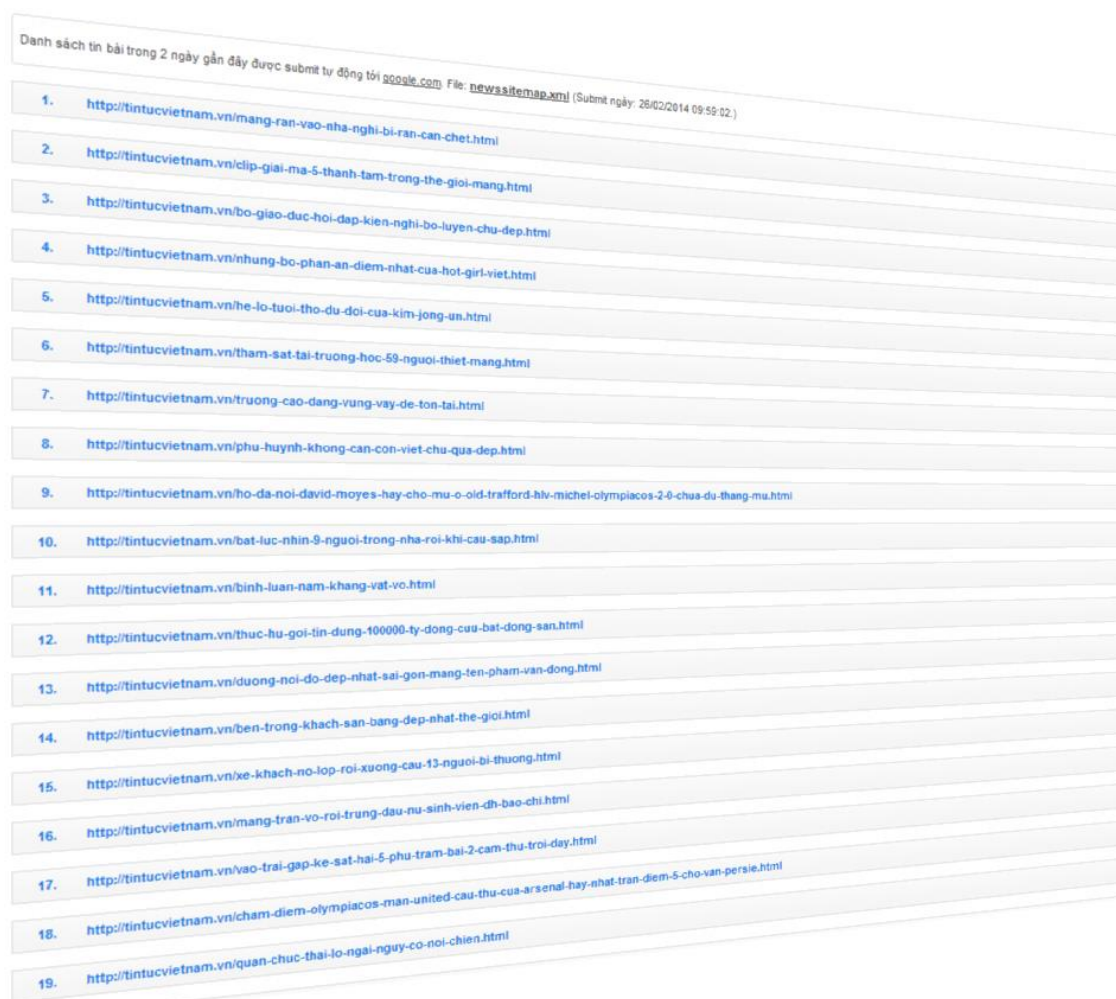 Danh sách tin bài trong 2 ngày gần đây được submit tự động tới google.com. File: newssitemap.xml (Submit ngày: 26/02/2014 09:59:02.)
1. http://tintucvietnam.vn/mang-ran-vao-nha-nghi-bi-ran-can-chet.html
2. http://tintucvietnam.vn/clip-giai-ma-5-thanh-tam-trong-the-gioi-mang.html
3. http://tintucvietnam.vn/bo-giao-duc-hoi-dap-kien-nghi-bo-luyen-chu-dep.html
4. http://tintucvietnam.vn/nhung-bo-phan-an-diem-nhat-cua-hot-girl-viet.html
5. http://tintucvietnam.vn/he-lo-tuoi-tho-du-doi-cua-kim-jong-un.html
6. http://tintucvietnam.vn/tham-sat-tai-truong-hoc-59-nguoi-thiet-mang.html
7. http://tintucvietnam.vn/truong-cao-dang-vung-vay-de-ton-tai.html
8. http://tintucvietnam.vn/phu-huynh-khong-can-con-viet-chu-qua-dep.html
9. http://tintucvietnam.vn/ho-da-noi-david-moyes-hay-cho-mu-o-old-trafford-hlv-michel-olympiacos-2-0-chua-du-thang-mu.html
10. http://tintucvietnam.vn/bat-luc-nhin-9-nguoi-trong-nha-roi-khi-cau-sap.html
11. http://tintucvietnam.vn/binh-luan-nam-khang-vat-vo.html
12. http://tintucvietnam.vn/thuc-hu-goi-tin-dung-100000-ty-dong-cuu-bat-dong-san.html
13. http://tintucvietnam.vn/duong-noi-do-dep-nhat-sai-gon-mang-ten-pham-van-dong.html
14. http://tintucvietnam.vn/ben-trong-khach-san-bang-dep-nhat-the-gioi.html
15. http://tintucvietnam.vn/xe-khach-no-lop-roi-xuong-cau-13-nguoi-bi-thuong.html
16. http://tintucvietnam.vn/mang-tran-vo-roi-trung-dau-nu-sinh-vien-dh-bao-chi.html
17. http://tintucvietnam.vn/vao-trai-gap-ke-sat-hai-5-phu-tram-bai-2-cam-thu-troi-day.html
18. http://tintucvietnam.vn/cham-diem-olympiacos-man-united-cau-thu-cua-arsenal-hay-nhat-tran-diem-5-cho-van-persie.html
19. http://tintucvietnam.vn/quan-chuc-thai-lo-ngai-nguy-co-noi-chien.html